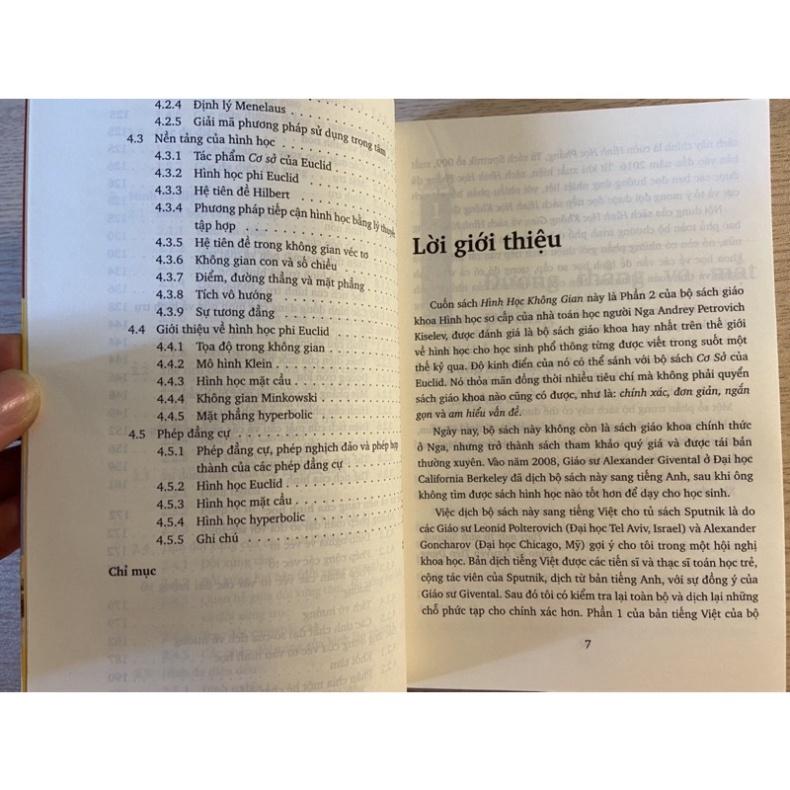 4.2.4 Định lý Menelaus
4.2.5 Giải mã phương pháp sử dụng trọng tâm
4.3 Nền tảng của hình học
4.3.1 Tác phẩm Cơ sở của Euclid
4.3.2 Hình học phi Euclid
4.3.3 Hệ tiên đề Hilbert
4.3.4 Phương pháp tiếp cận hình học bằng lý thuyết
tập hợp
4.3.5 Hệ tiên đề trong không gian véc tơ
4.3.6 Không gian con và số chiều
4.3.7 Điểm, đường thẳng và mặt phẳng
4.3.8 Tích vô hướng
4.3.9 Sự tương đẳng
4.4 Giới thiệu về hình học phi Euclid
4.4.1 Tọa độ trong không gian
4.4.2 Mô hình Klein
4.4.3 Hình học mặt cầu
4.4.4 Không gian Minkowski
4.4.5 Mặt phẳng hyperbolic
4.5 Phép đẳng cự
4.5.1 Phép đẳng cự, phép nghịch đảo và phép hợp
thành của các phép đẳng cự
4.5.2 Hình học Euclid
4.5.3 Hình học mặt cầu
4.5.4 Hình học hyperbolic
4.5.5 Ghi chú
Chỉ mục
Lời giới thiệu
Cuốn sách Hình Học Không Gian này là Phần 2 của bộ sách giáo
khoa Hình học sơ cấp của nhà toán học người Nga Andrey Petrovich
Kiselev, được đánh giá là bộ sách giáo khoa hay nhất trên thế giới
về hình học cho học sinh phổ thông từng được viết trong suốt một
thế kỷ qua. Độ kinh điển của nó có thể sánh với bộ sách Cơ Sở của
Euclid. Nó thỏa mãn đồng thời nhiều tiêu chí mà không phải quyển
sách giáo khoa nào cũng có được, như là: chính xác, đơn giản, ngắn
gọn và am hiểu vấn đề.
Ngày nay, bộ sách này không còn là sách giáo khoa chính thức
ở Nga, nhưng trở thành sách tham khảo quý giá và được tái bản
thường xuyên. Vào năm 2008, Giáo sư Alexander Givental ở Đại học
California Berkeley đã dịch bộ sách này sang tiếng Anh, sau khi ông
không tìm được sách hình học nào tốt hơn để dạy cho học sinh.
Việc dịch bộ sách này sang tiếng Việt cho tủ sách Sputnik là do
các Giáo sư Leonid Polterovich (Đại học Tel Aviv, Israel) và Alexander
Goncharov (Đại học Chicago, Mỹ) gợi ý cho tôi trong một hội nghị
khoa học. Bản dịch tiếng Việt được các tiến sĩ và thạc sĩ toán học trẻ,
cộng tác viên của Sputnik, dịch từ bản tiếng Anh, với sự đồng ý của
Giáo sư Givental. Sau đó tôi có kiểm tra lại toàn bộ và dịch lại những
chỗ phức tạp cho chính xác hơn. Phần 1 của bản tiếng Việt của bộ
7